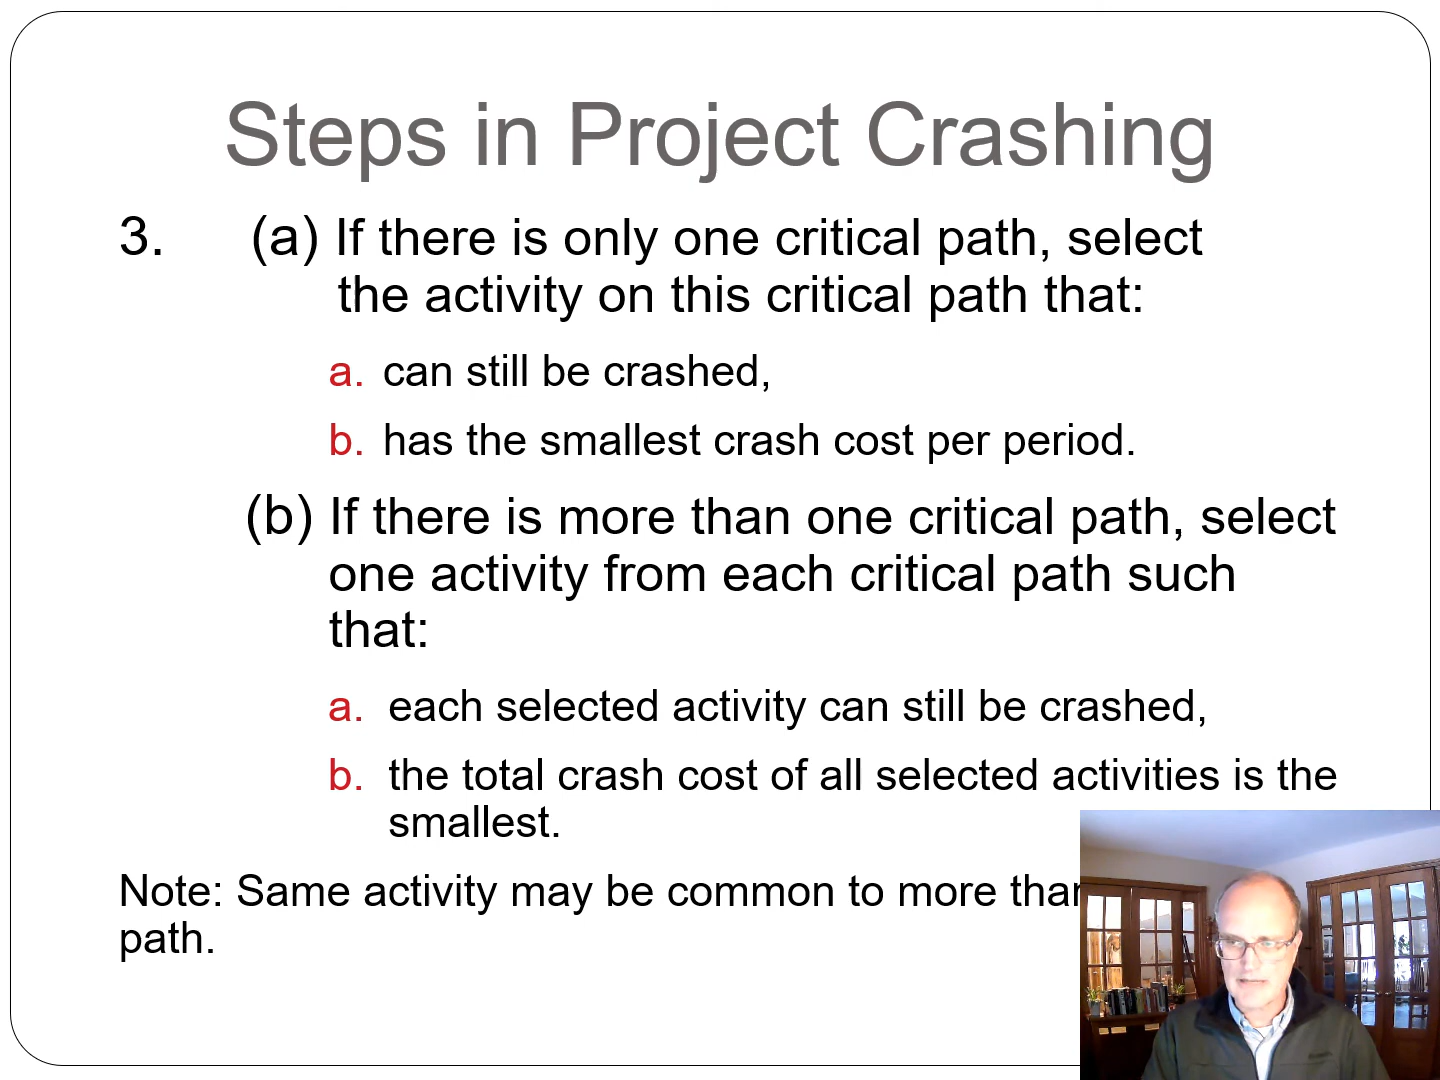 Steps in Project Crashing
3. (a) If there is only one critical path, select
the activity on this critical path that:
a. can still be crashed,
b. has the smallest crash cost per period.
(b) If there is more than one critical path, select
one activity from each critical path such
that:
a. each selected activity can still be crashed,
b. the total crash cost of all selected activities is the
smallest.
Note: Same activity may be common to more than
path.